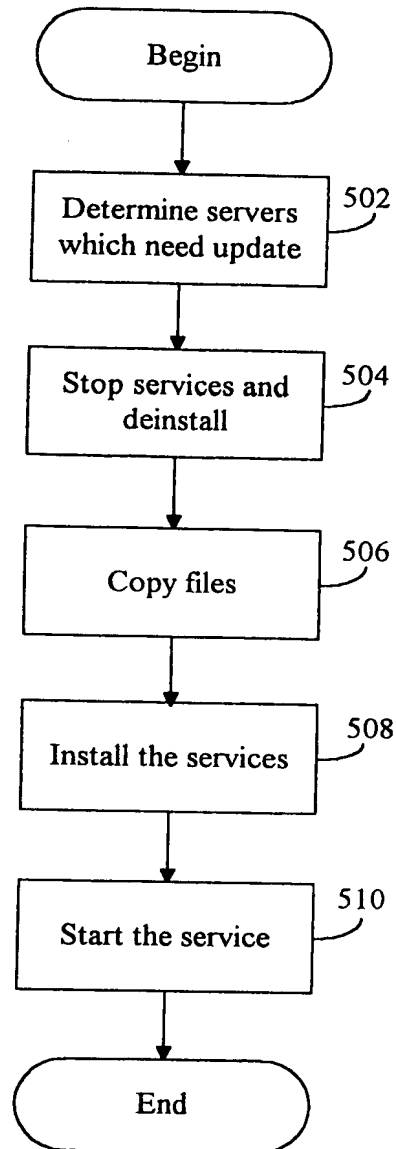 Begin
502
Determine servers
which need update
504
Stop services and
deinstall
506
Copy files
508
Install the services
510
Start the service
End